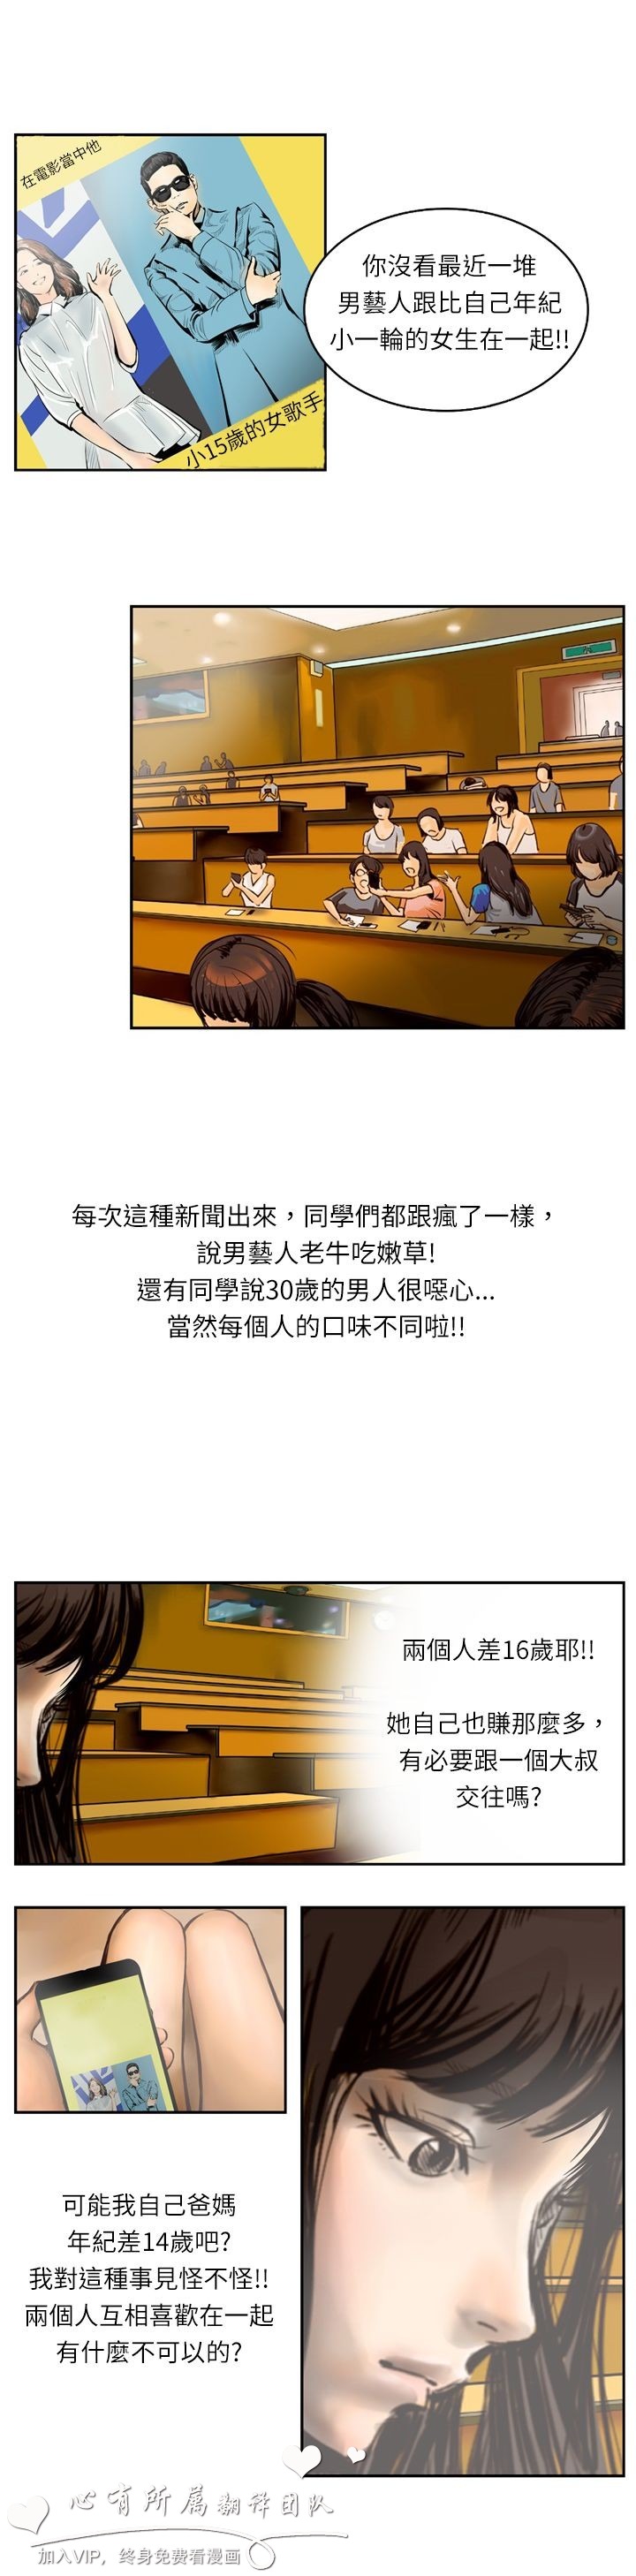 在電影當中他
小15歲的女歌手
你沒看最近一堆
男藝人跟比自己年紀
小一輪的女生在一起!!
每次這種新聞出來，同學們都跟瘋了一樣，
說男藝人老牛吃嫩草!
還有同學說30歲的男人很噁心...
當然每個人的口味不同啦!!
兩個人差16歲耶!!
她自己也賺那麼多，
有必要跟一個大叔
交往嗎?
可能我自己爸媽
年紀差14歲吧?
我對這種事見怪不怪!!
兩個人互相喜歡在一起
有什麼不可以的?
心有所属翻译团队
加入VIP，终身免费看漫画